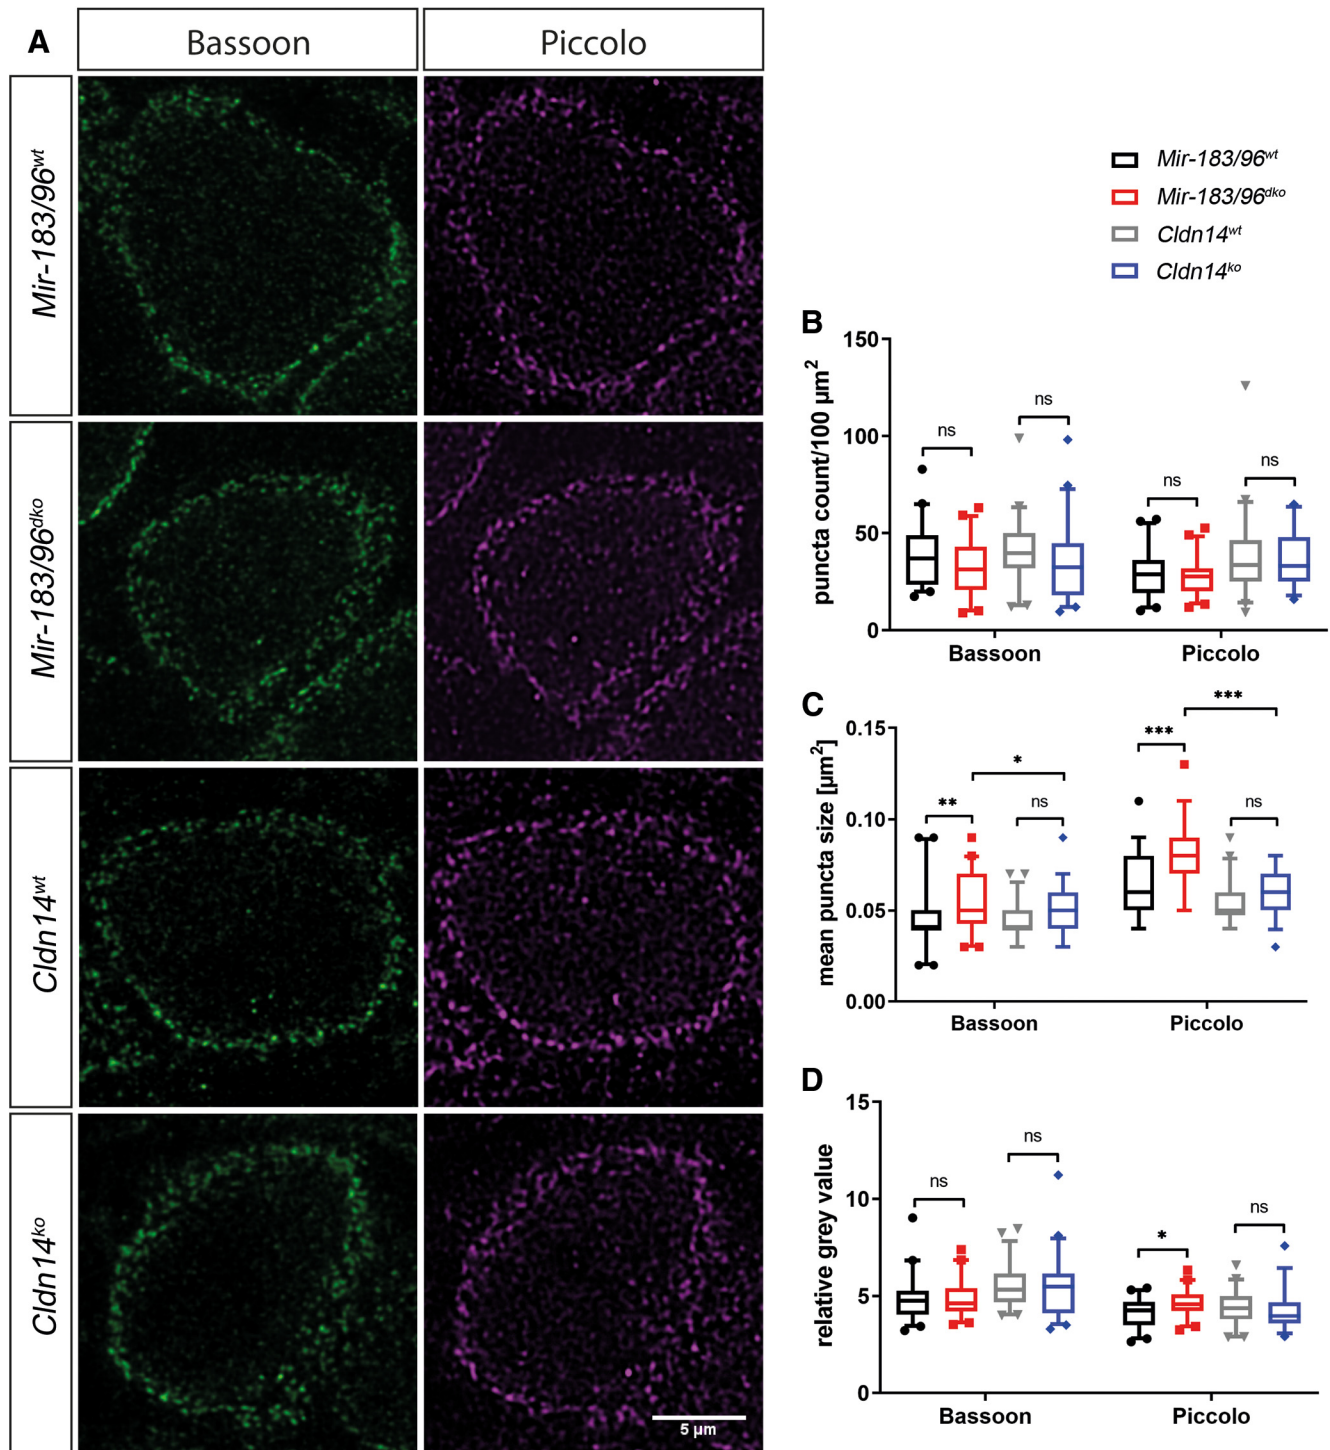 A
Bassoon
Piccolo
Mir-183/96wt
Mir-183/96dko
Cldn14wt
Cldn14ko
5 µm
Mir-183/96wt
Mir-183/96dko
Cldn14wt
Cldn14ko
B
puncta count/100 µm2
150
100
50
0
ns
ns
ns
ns
Bassoon
Piccolo
C
mean puncta size [µm2]
0.15
0.10
0.05
0.00
**
*
ns
***
***
ns
Bassoon
Piccolo
D
relative grey value
15
10
5
0
ns
ns
*
ns
Bassoon
Piccolo